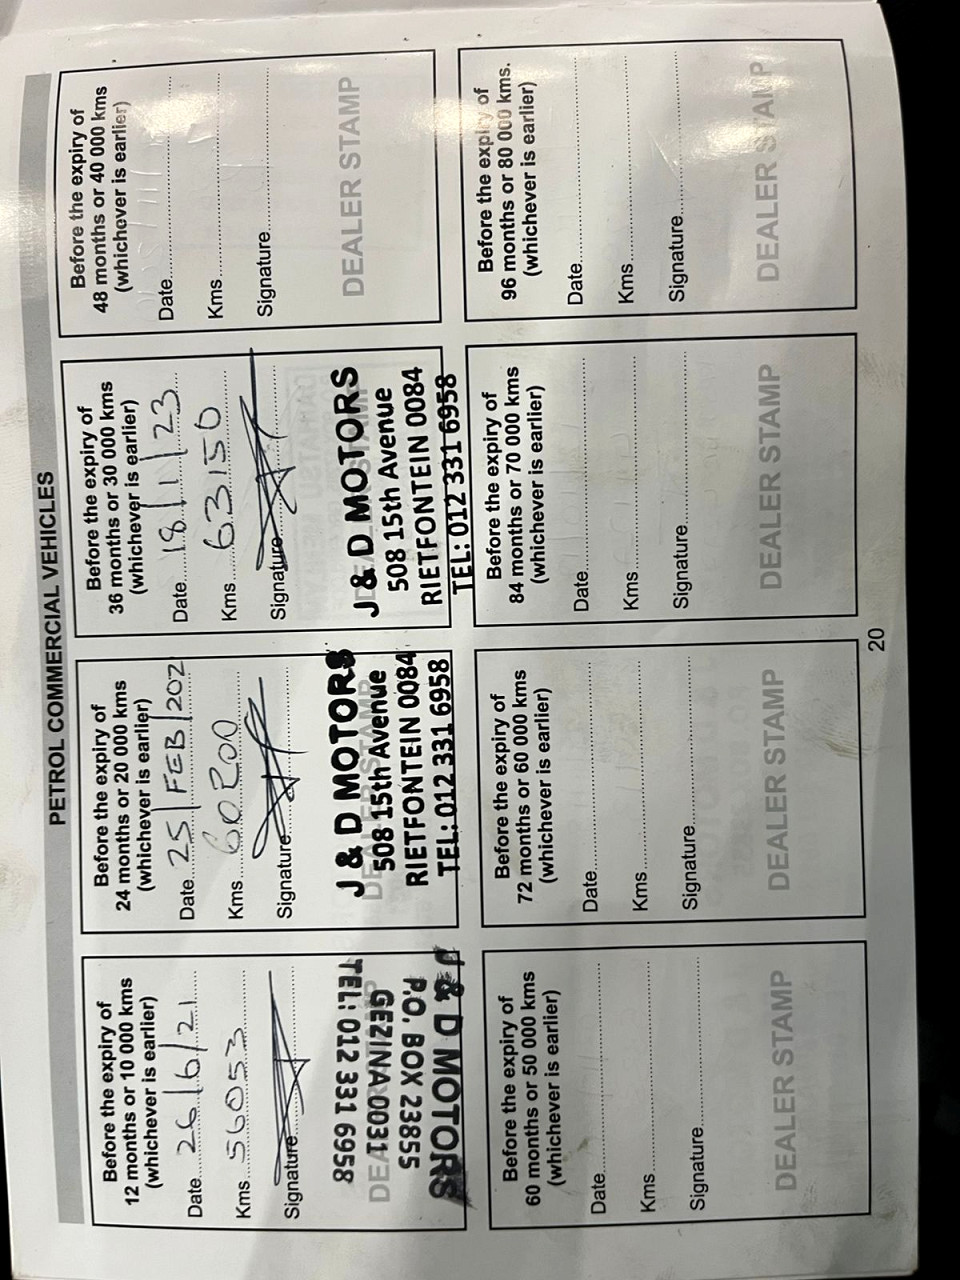 PETROL COMMERCIAL VEHICLES
Before the expiry of
12 months or 10 000 kms
(whichever is earlier)
Date 26/6/21
Kms 56053
Signature
DEALER STAMP
TEL: 012 331 6958
GEZINA 0031
P.O. BOX 23855
J & D MOTORS
Before the expiry of
24 months or 20 000 kms
(whichever is earlier)
Date 25/FEB/202
Kms 60200
Signature
DEALER STAMP
J & D MOTORS
508 15th Avenue
RIETFONTEIN 0084
TEL: 012 331 6958
Before the expiry of
36 months or 30 000 kms
(whichever is earlier)
Date 18/1/23
Kms 63150
Signature
DEALER STAMP
J & D MOTORS
508 15th Avenue
RIETFONTEIN 0084
TEL: 012 331 6958
Before the expiry of
48 months or 40 000 kms
(whichever is earlier)
Date
Kms
Signature
DEALER STAMP
Before the expiry of
60 months or 50 000 kms
(whichever is earlier)
Date
Kms
Signature
DEALER STAMP
Before the expiry of
72 months or 60 000 kms
(whichever is earlier)
Date
Kms
Signature
DEALER STAMP
Before the expiry of
84 months or 70 000 kms
(whichever is earlier)
Date
Kms
Signature
DEALER STAMP
Before the expiry of
96 months or 80 000 kms.
(whichever is earlier)
Date
Kms
Signature
DEALER STAMP
20